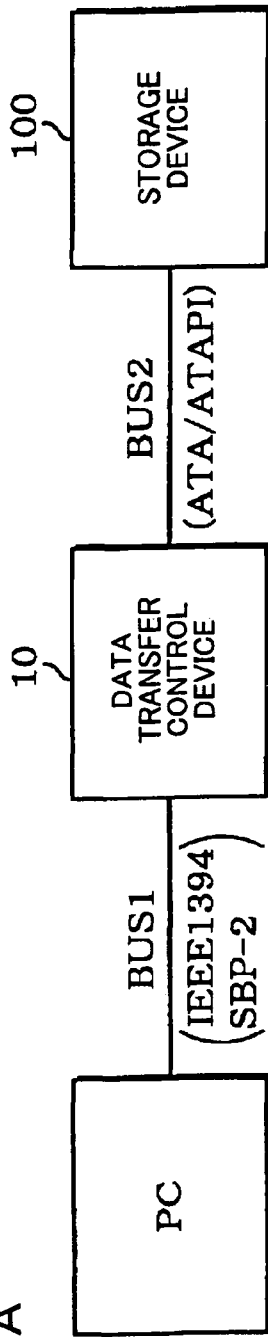 A
PC
BUS1
(IEEE1394
SBP-2)
10
DATA
TRANSFER
CONTROL
DEVICE
BUS2
(ATA/ATAPI)
100
STORAGE
DEVICE